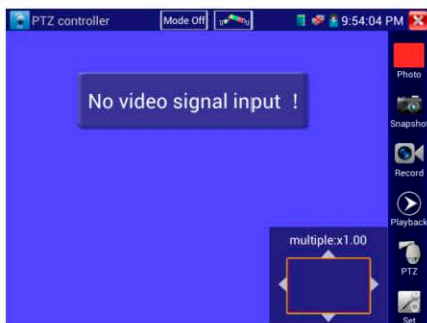 PTZ controller Mode Off 9:54:04 PM
No video signal input !
Photo
Snapshot
Record
Playback
multiple:x1.00
PTZ
Set